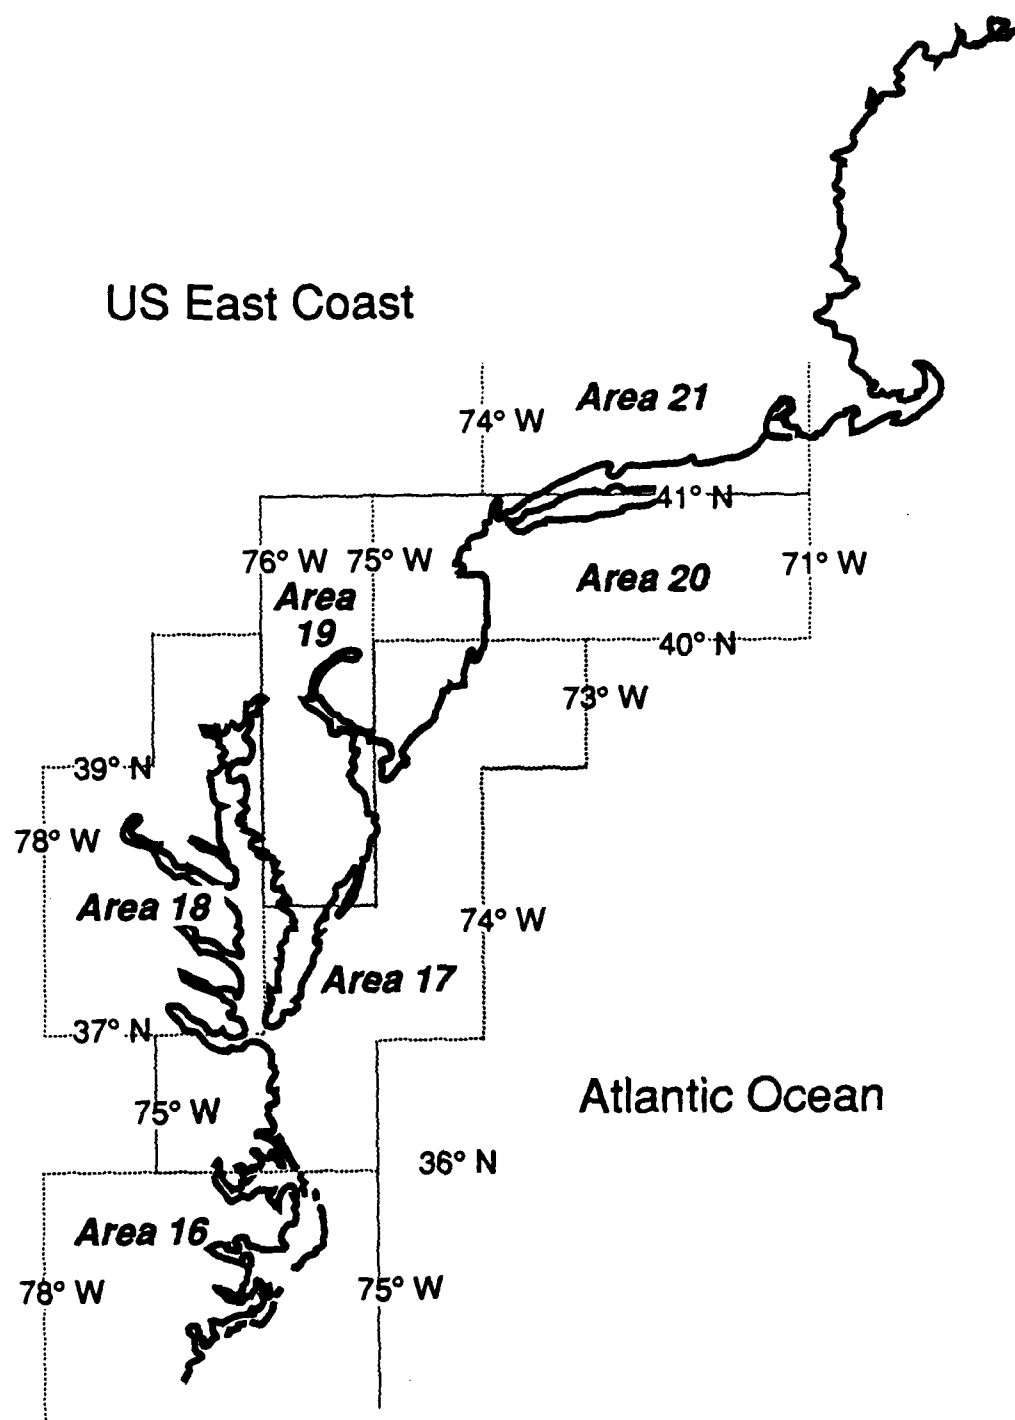 US East Coast
Area 21
74° W
41° N
76° W 75° W
71° W
Area
19
Area 20
40° N
73° W
39° N
78° W
Area 18
74° W
Area 17
37° N
75° W
Atlantic Ocean
36° N
Area 16
78° W
75° W